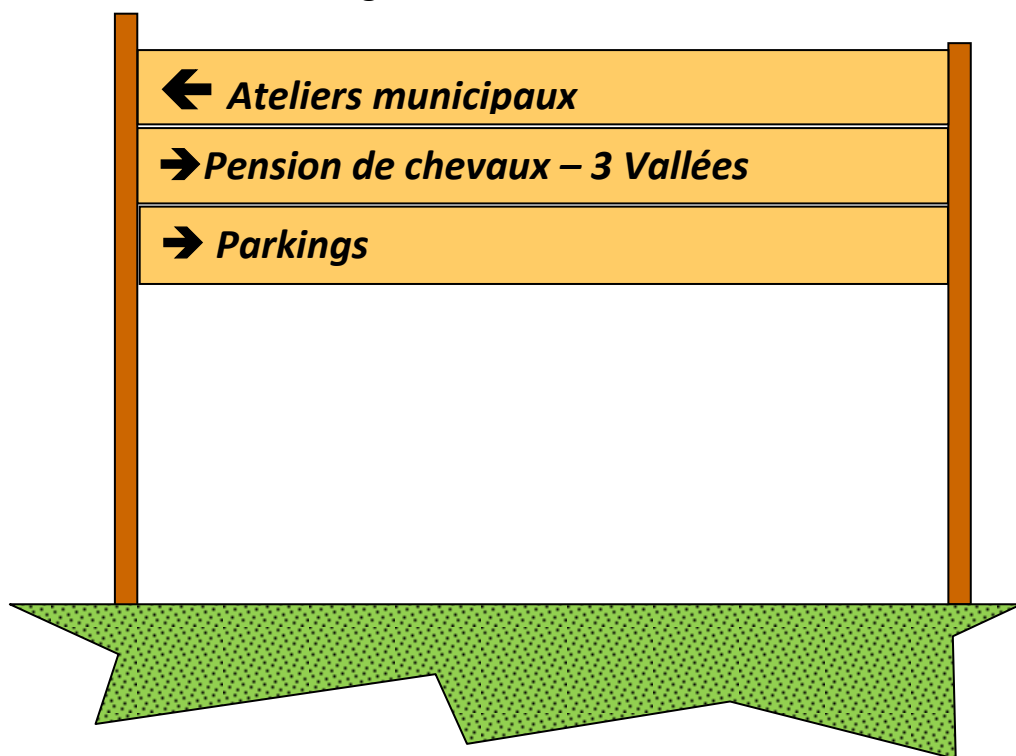 ← Ateliers municipaux
→ Pension de chevaux – 3 Vallées
→ Parkings